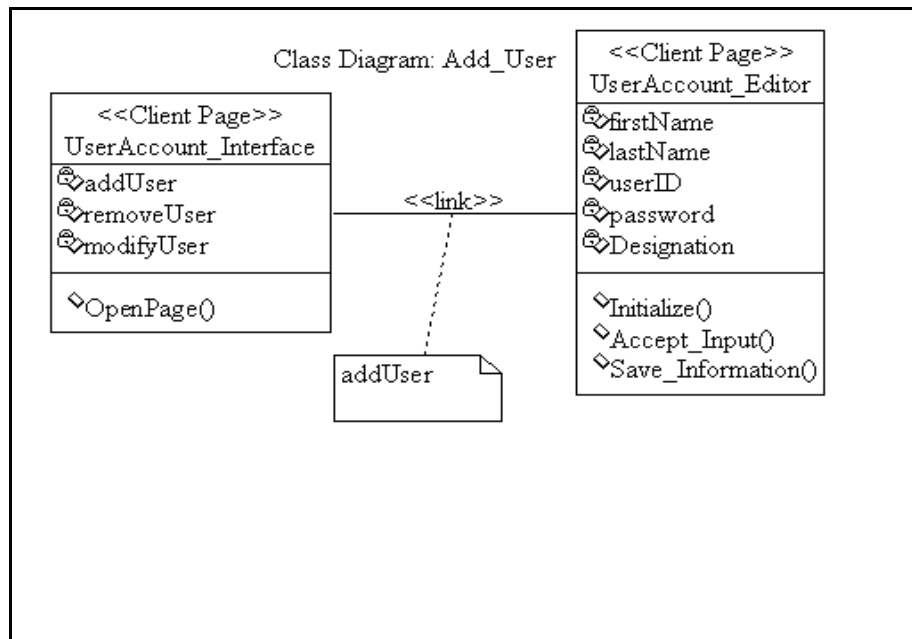 Class Diagram: Add_User
<<Client Page>>
UserAccount_Interface
addUser
removeUser
modifyUser
OpenPage()
<<link>>
addUser
<<Client Page>>
UserAccount_Editor
firstName
lastName
userID
password
Designation
Initialize()
Accept_Input()
Save_Information()